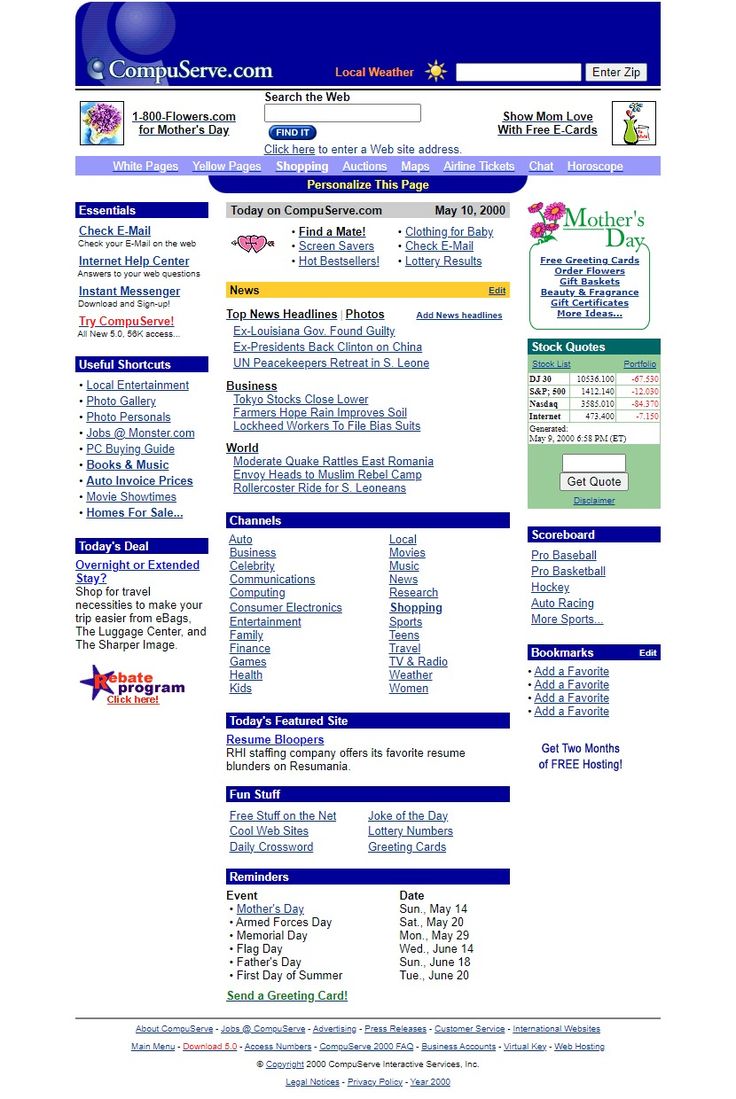 CompuServe.com
Local Weather
Enter Zip
1-800-Flowers.com
for Mother's Day
Search the Web
FIND IT
Click here to enter a Web site address.
Show Mom Love
With Free E-Cards
White Pages Yellow Pages Shopping Auctions Maps Airline Tickets Chat Horoscope
Personalize This Page
Essentials
Check E-Mail
Check your E-Mail on the web
Internet Help Center
Answers to your web questions
Instant Messenger
Download and Sign-up!
Try CompuServe!
All New 5.0, 56K access...
Useful Shortcuts
• Local Entertainment
• Photo Gallery
• Photo Personals
• Jobs @ Monster.com
• PC Buying Guide
• Books & Music
• Auto Invoice Prices
• Movie Showtimes
• Homes For Sale...
Today's Deal
Overnight or Extended
Stay?
Shop for travel
necessities to make your
trip easier from eBags,
The Luggage Center, and
The Sharper Image.
Rebate
program
Click here!
Today on CompuServe.com May 10, 2000
• Find a Mate!
• Screen Savers
• Hot Bestsellers!
• Clothing for Baby
• Check E-Mail
• Lottery Results
News Edit
Top News Headlines | Photos Add News headlines
Ex-Louisiana Gov. Found Guilty
Ex-Presidents Back Clinton on China
UN Peacekeepers Retreat in S. Leone
Business
Tokyo Stocks Close Lower
Farmers Hope Rain Improves Soil
Lockheed Workers To File Bias Suits
World
Moderate Quake Rattles East Romania
Envoy Heads to Muslim Rebel Camp
Rollercoster Ride for S. Leoneans
Channels
Auto
Business
Celebrity
Communications
Computing
Consumer Electronics
Entertainment
Family
Finance
Games
Health
Kids
Local
Movies
Music
News
Research
Shopping
Sports
Teens
Travel
TV & Radio
Weather
Women
Today's Featured Site
Resume Bloopers
RHI staffing company offers its favorite resume
blunders on Resumania.
Fun Stuff
Free Stuff on the Net
Cool Web Sites
Daily Crossword
Joke of the Day
Lottery Numbers
Greeting Cards
Reminders
Event Date
• Mother's Day Sun., May 14
• Armed Forces Day Sat., May 20
• Memorial Day Mon., May 29
• Flag Day Wed., June 14
• Father's Day Sun., June 18
• First Day of Summer Tue., June 20
Send a Greeting Card!
Mother's
Day
Free Greeting Cards
Order Flowers
Gift Baskets
Beauty & Fragrance
Gift Certificates
More Ideas...
Stock Quotes
Stock List Portfolio
DJ 30 10536.100 -67.530
S&P; 500 1412.140 -12.030
Nasdaq 3585.010 -84.370
Internet 473.400 -7.150
Generated:
May 9, 2000 6:58 PM (ET)
Get Quote
Disclaimer
Scoreboard
Pro Baseball
Pro Basketball
Hockey
Auto Racing
More Sports...
Bookmarks Edit
• Add a Favorite
• Add a Favorite
• Add a Favorite
• Add a Favorite
Get Two Months
of FREE Hosting!
About CompuServe - Jobs @ CompuServe - Advertising - Press Releases - Customer Service - International Websites
Main Menu - Download 5.0 - Access Numbers - CompuServe 2000 FAQ - Business Accounts - Virtual Key - Web Hosting
© Copyright 2000 CompuServe Interactive Services, Inc.
Legal Notices - Privacy Policy - Year 2000